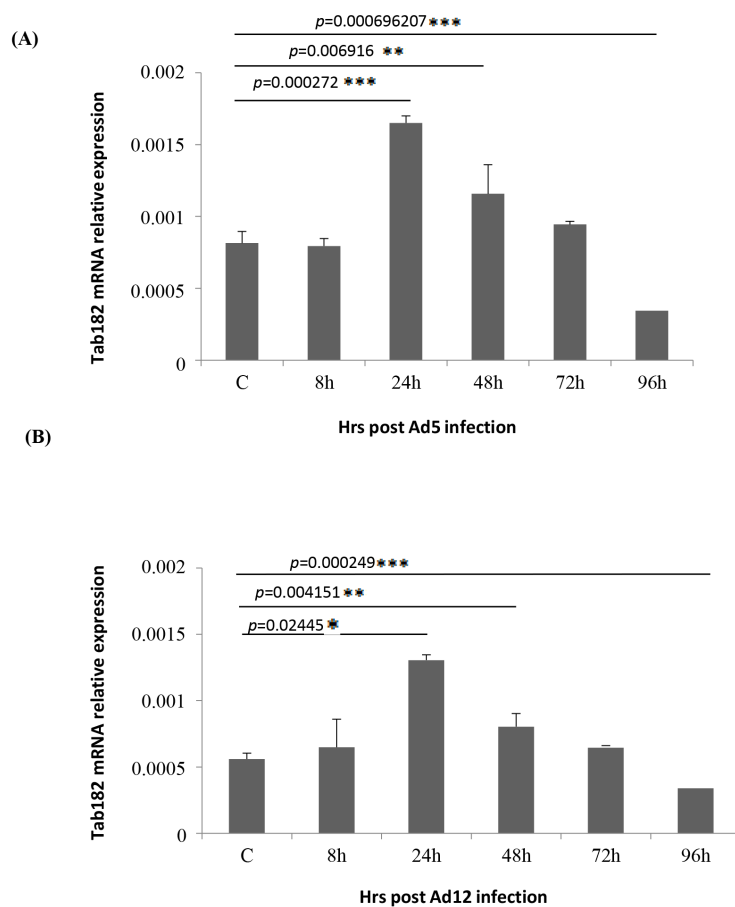 (A)
p=0.000696207 ***
p=0.006916 **
p=0.000272 ***
Tab182 mRNA relative expression
0.002
0.0015
0.001
0.0005
0
C 8h 24h 48h 72h 96h
Hrs post Ad5 infection
(B)
p=0.000249 ***
p=0.004151 **
p=0.02445 *
Tab182 mRNA relative expression
0.002
0.0015
0.001
0.0005
0
C 8h 24h 48h 72h 96h
Hrs post Ad12 infection